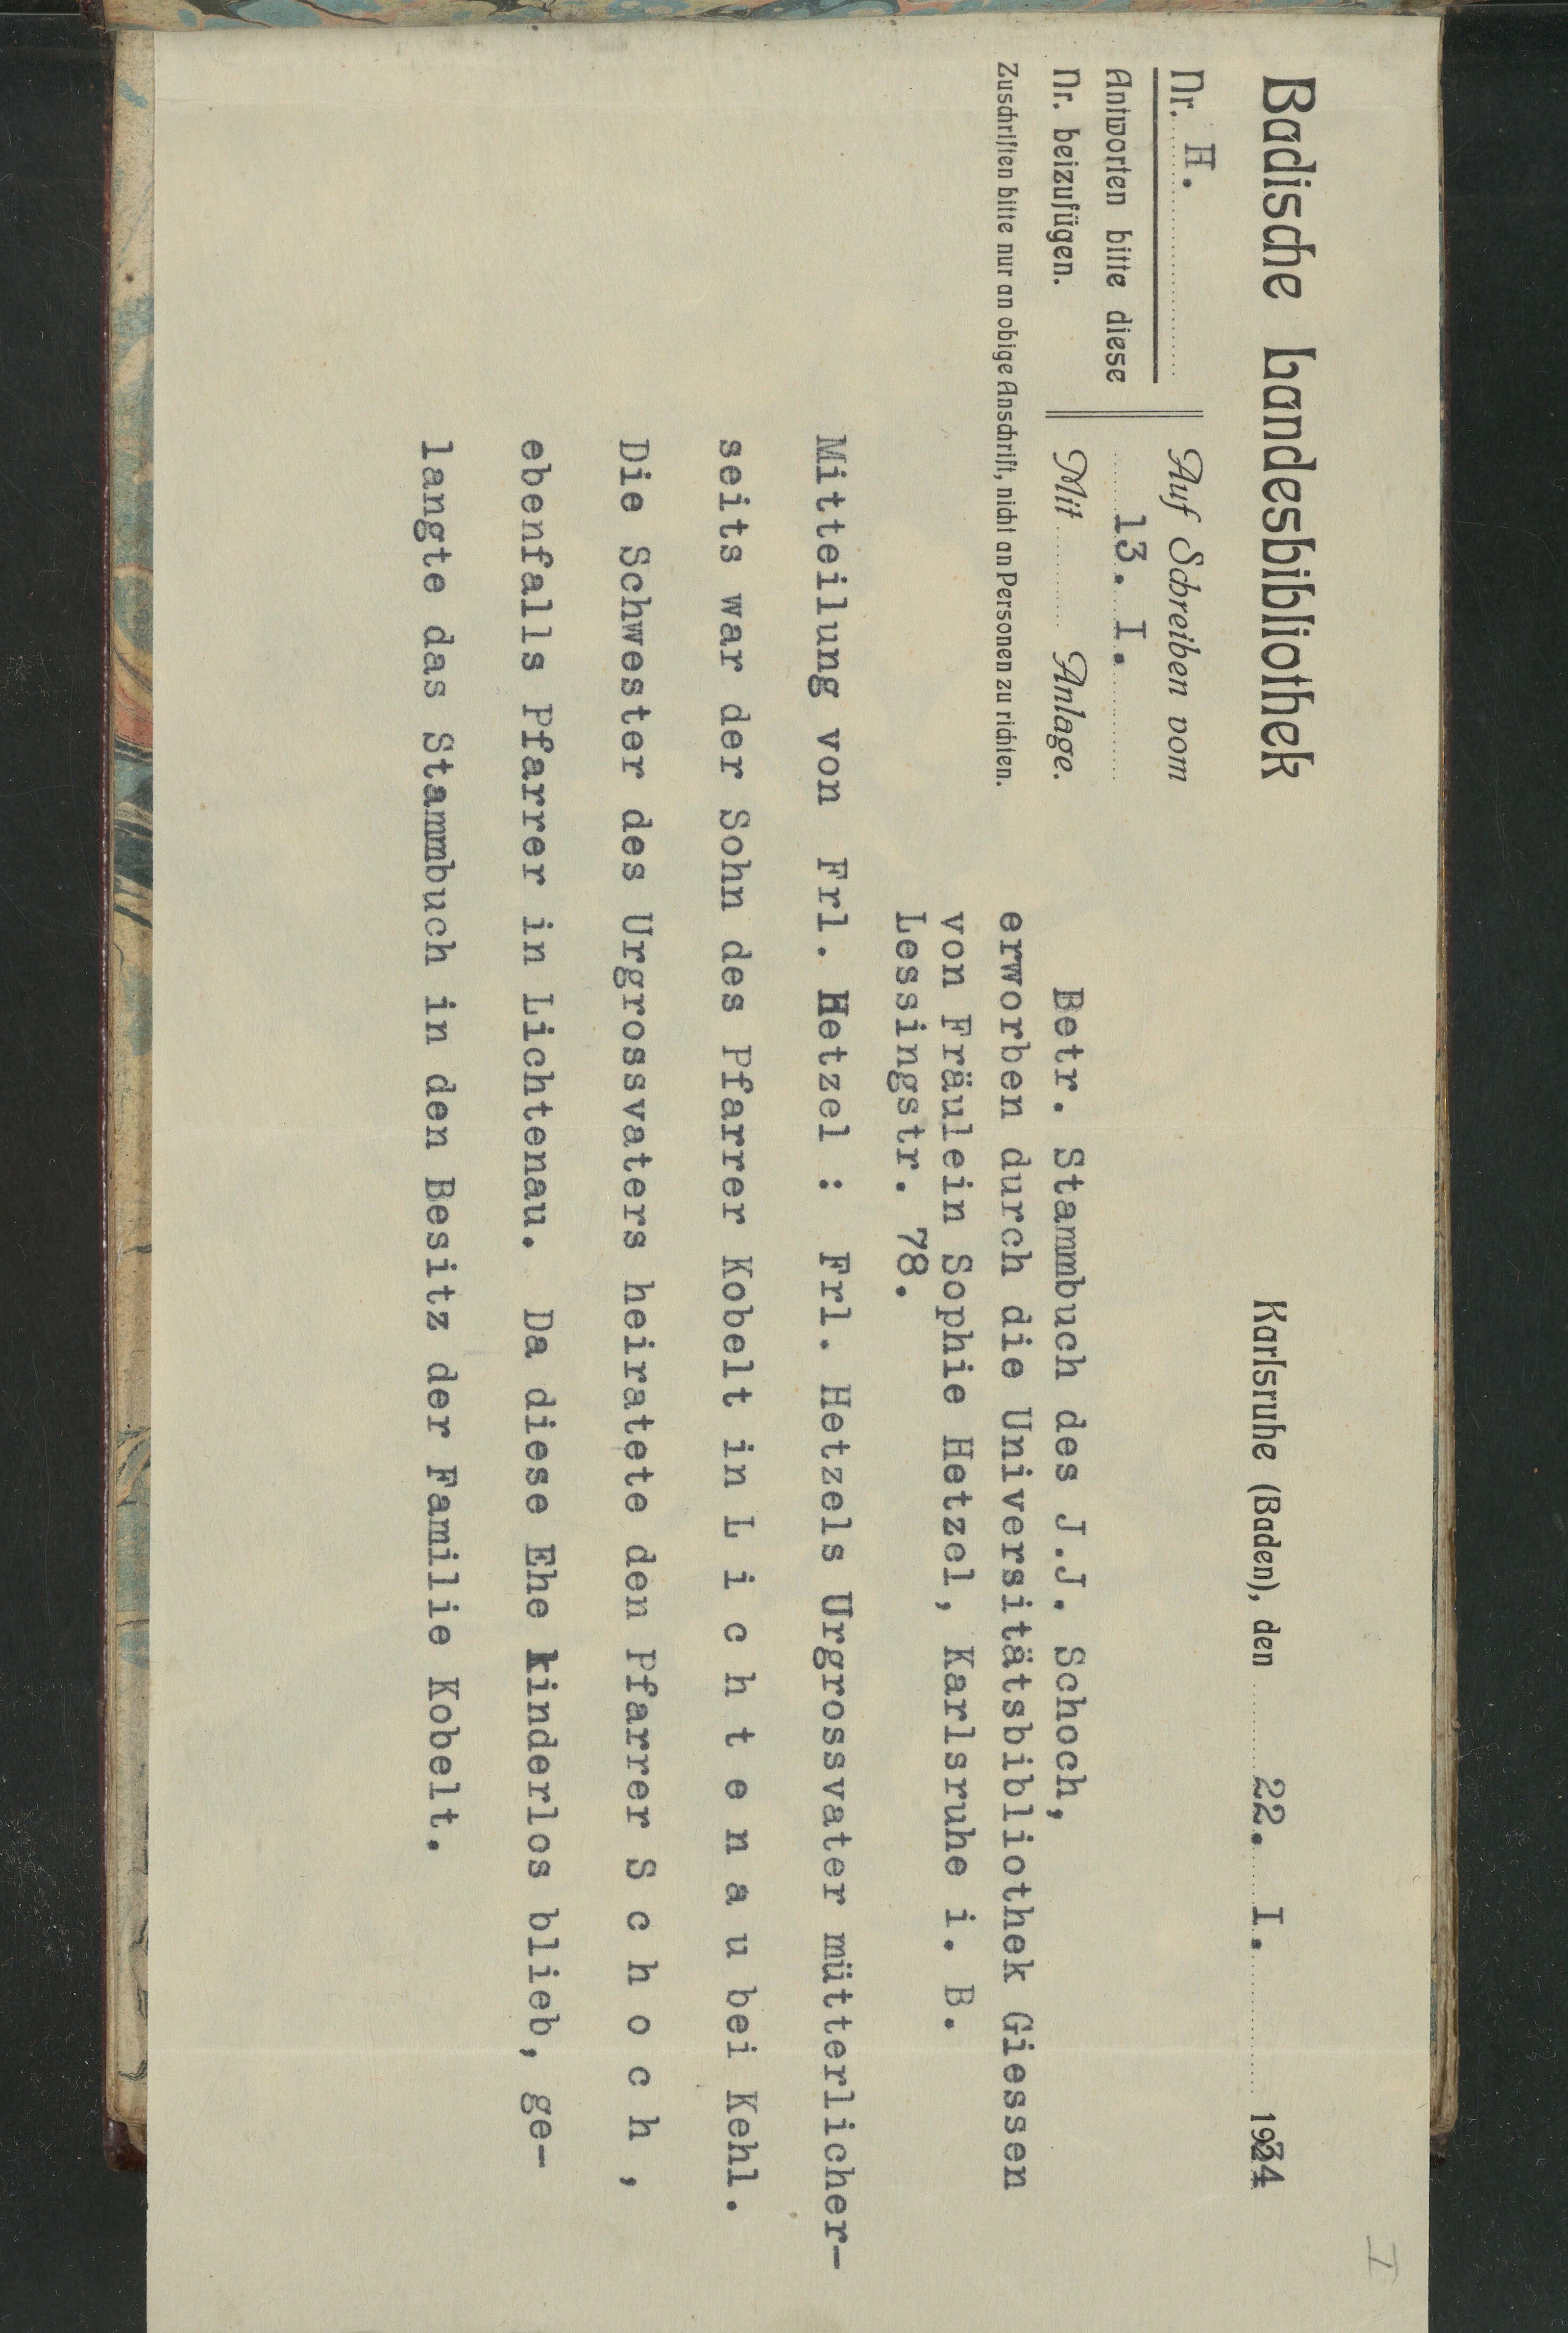 I
Badische Landesbibliothek
Karlsruhe (Baden), den 22. I. 1934
Nr. H.
Antworten bitte diese
Nr. beizufügen.
Auf Schreiben vom
13. I.
Mit Anlage.
Zuschriften bitte nur an obige Anschrift, nicht an Personen zu richten.
Betr. Stammbuch des J.J. Schoch,
erworben durch die Universitätsbibliothek Giessen
von Fräulein Sophie Hetzel, Karlsruhe i. B.
Lessingstr. 78.
Mitteilung von Frl. Hetzel : Frl. Hetzels Urgrossvater mütterlicher-
seits war der Sohn des Pfarrer Kobelt in L i c h t e n a u bei Kehl.
Die Schwester des Urgrossvaters heiratete den Pfarrer S c h o c h ,
ebenfalls Pfarrer in Lichtenau. Da diese Ehe kinderlos blieb, ge-
langte das Stammbuch in den Besitz der Familie Kobelt.